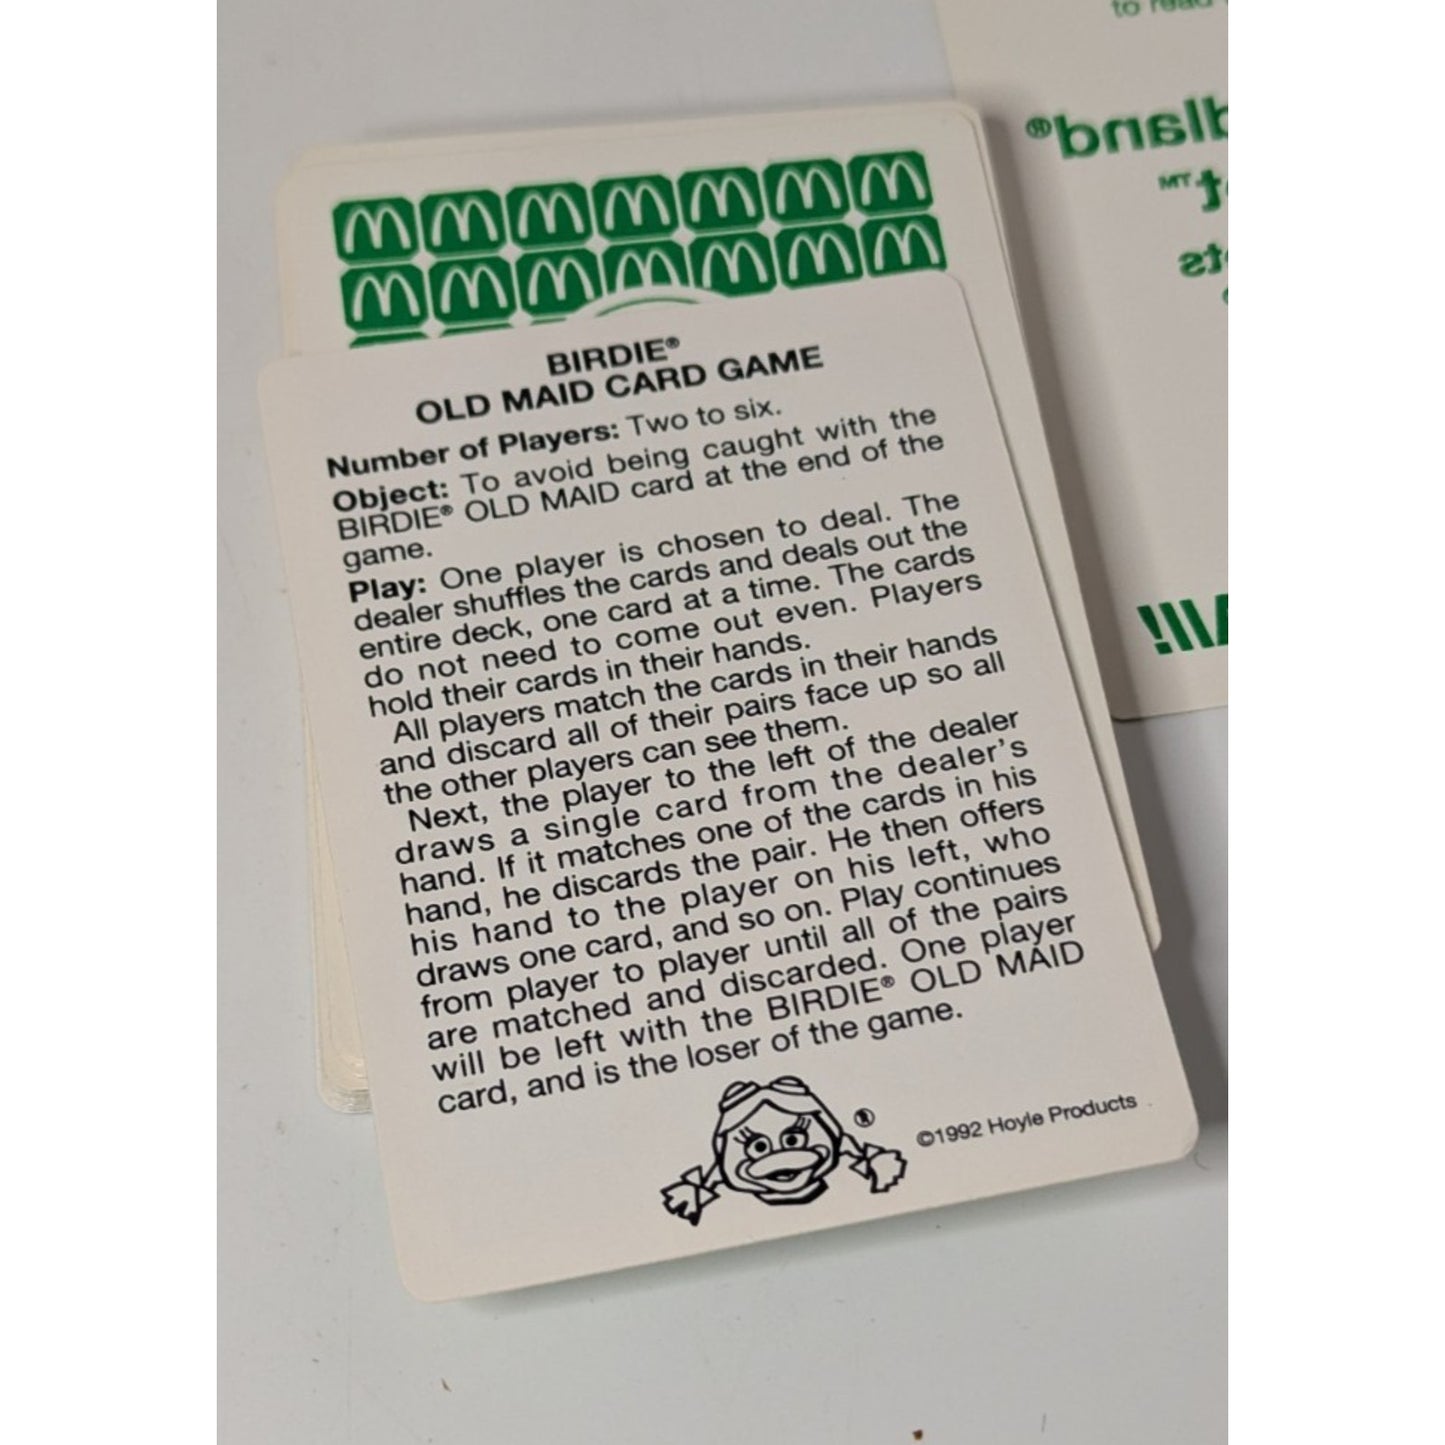 to read
BIRDIE®
OLD MAID CARD GAME
Number of Players: Two to six.
Object: To avoid being caught with the
BIRDIE® OLD MAID card at the end of the
game.
Play: One player is chosen to deal. The
dealer shuffles the cards and deals out the
entire deck, one card at a time. The cards
do not need to come out even. Players
hold their cards in their hands.
All players match the cards in their hands
and discard all of their pairs face up so all
the other players can see them.
Next, the player to the left of the dealer
draws a single card from the dealer's
hand. If it matches one of the cards in his
hand, he discards the pair. He then offers
his hand to the player on his left, who
draws one card, and so on. Play continues
from player to player until all of the pairs
are matched and discarded. One player
will be left with the BIRDIE® OLD MAID
card, and is the loser of the game.
®
©1992 Hoyle Products